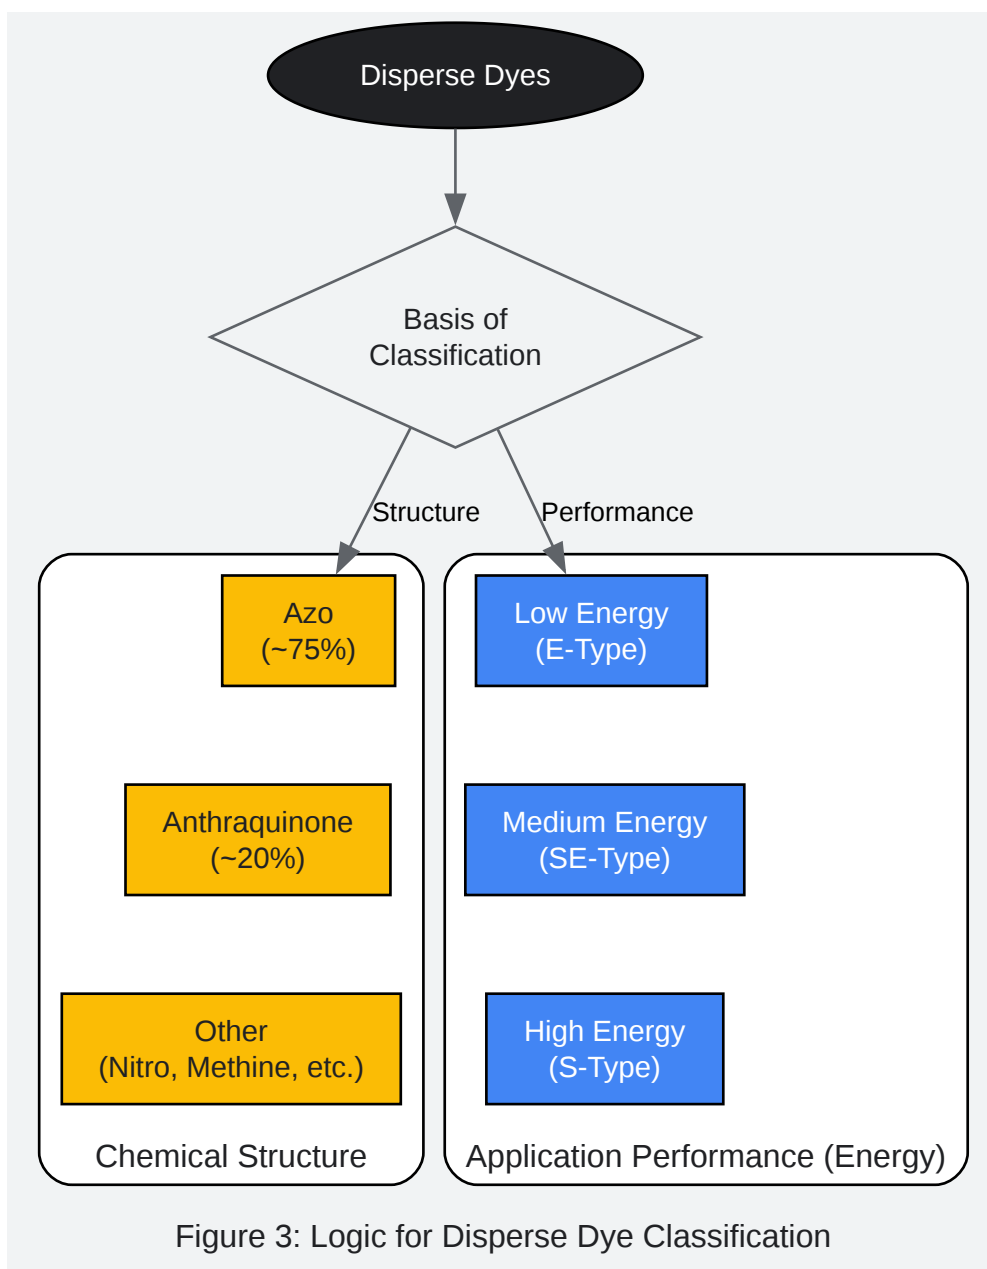 Disperse Dyes
Basis of
Classification
Structure
Performance
Azo
(~75%)
Anthraquinone
(~20%)
Other
(Nitro, Methine, etc.)
Chemical Structure
Low Energy
(E-Type)
Medium Energy
(SE-Type)
High Energy
(S-Type)
Application Performance (Energy)
Figure 3: Logic for Disperse Dye Classification